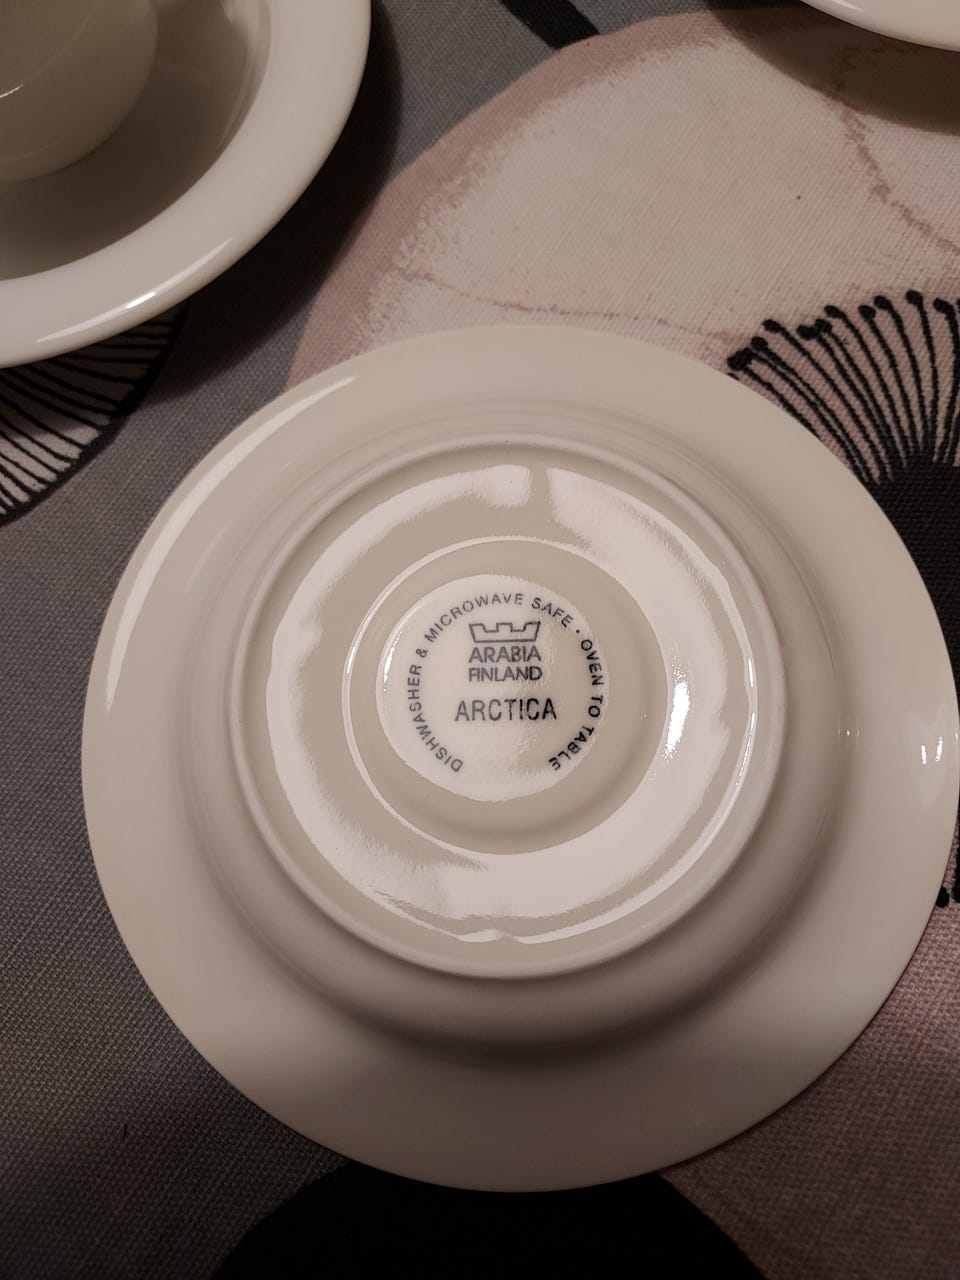 DISHWASHER & MICROWAVE SAFE · OVEN TO TABLE
ARABIA
FINLAND
ARCTICA